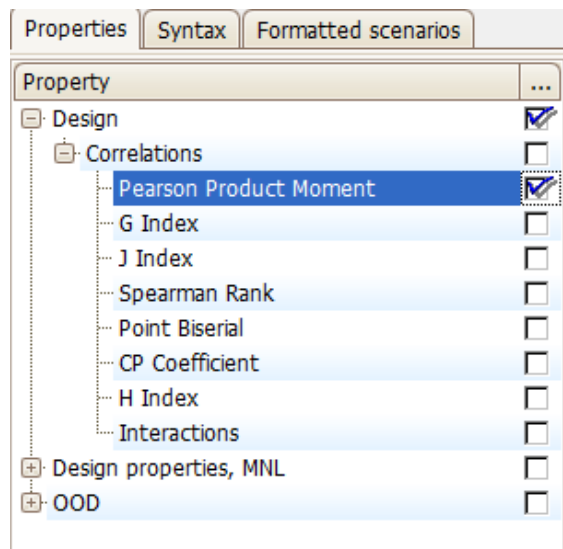 Properties Syntax Formatted scenarios
Property ...
Design
Correlations
Pearson Product Moment
G Index
J Index
Spearman Rank
Point Biserial
CP Coefficient
H Index
Interactions
Design properties, MNL
OOD